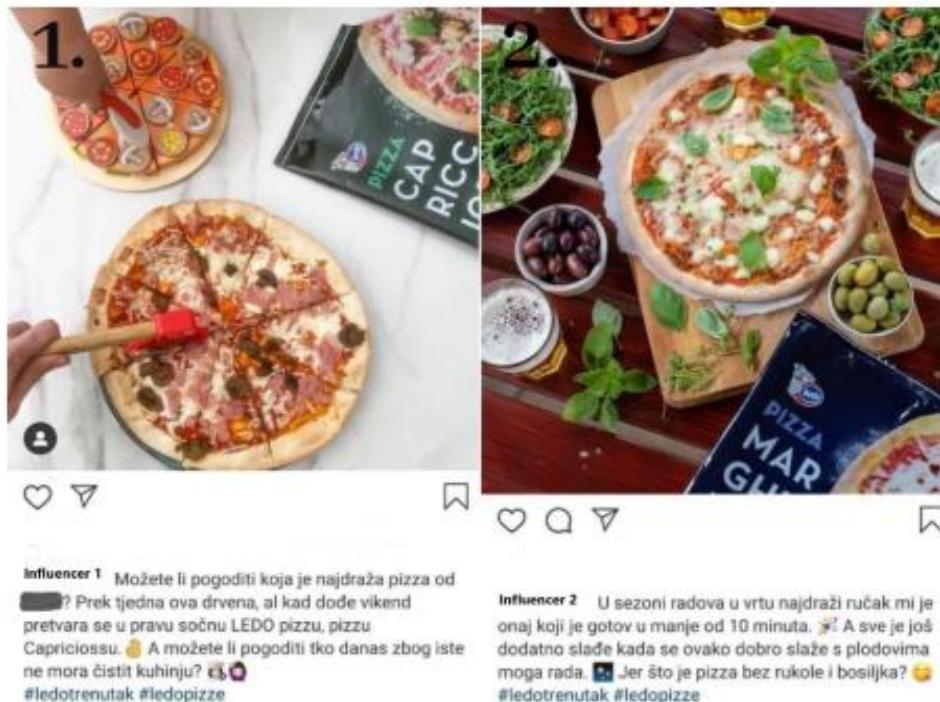 1.
PIZZA
CAP
RICC
2.
PIZZA
MAR
Influencer 1 Možete li pogoditi koja je najdraža pizza od
? Prek tjedna ova drvena, al kad dođe vikend
pretvara se u pravu sočnu LEDO pizzu, pizzu
Capricciossu. 👌 A možete li pogoditi tko danas zbog iste
ne mora čistit kuhinju?
#ledotrenutak #ledopizze
Influencer 2 U sezoni radova u vrtu najdraži ručak mi je
onaj koji je gotov u manje od 10 minuta. 🎉 A sve je još
dodatno slađe kada se ovako dobro slaže s plodovima
moga rada. Jer što je pizza bez rukole i bosiljka? 😋
#ledotrenutak #ledopizze